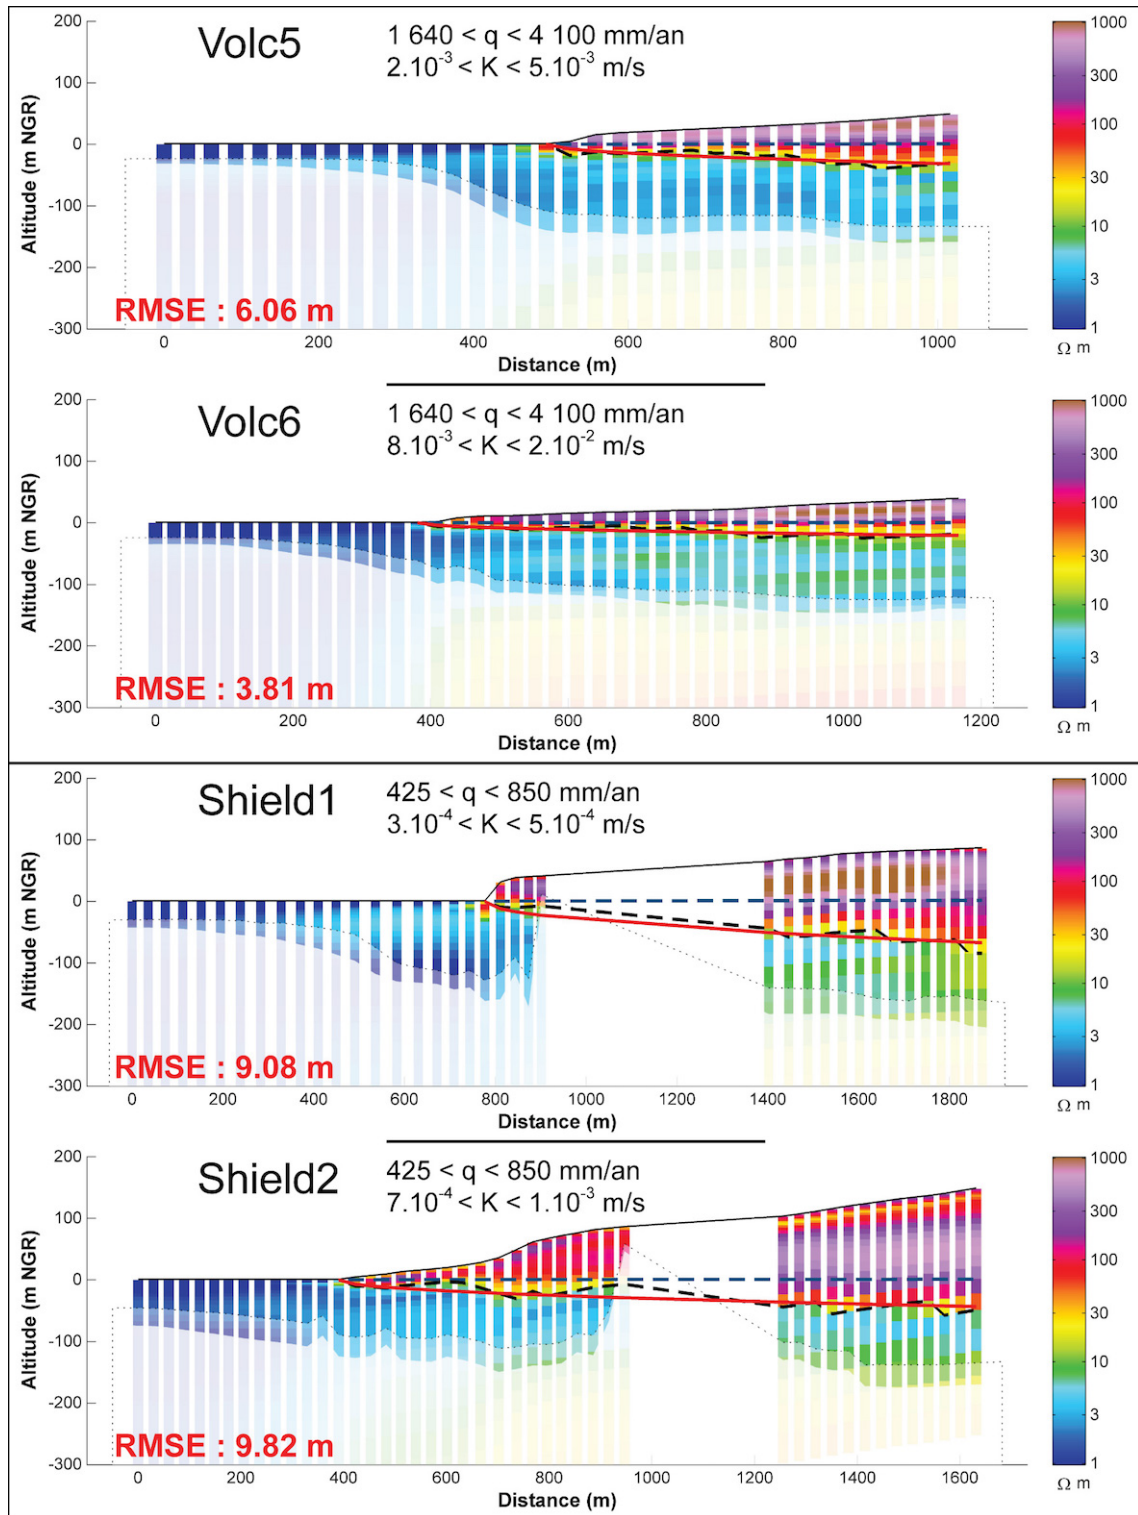 Volc5
1 640 < q < 4 100 mm/an
2.10⁻³ < K < 5.10⁻³ m/s
200
100
0
-100
-200
-300
Altitude (m NGR)
RMSE : 6.06 m
0 200 400 600 800 1000
Distance (m)
1000
300
100
30
10
3
1
Ω m
Volc6
1 640 < q < 4 100 mm/an
8.10⁻³ < K < 2.10⁻² m/s
200
100
0
-100
-200
-300
Altitude (m NGR)
RMSE : 3.81 m
0 200 400 600 800 1000 1200
Distance (m)
1000
300
100
30
10
3
1
Ω m
Shield1
425 < q < 850 mm/an
3.10⁻⁴ < K < 5.10⁻⁴ m/s
200
100
0
-100
-200
-300
Altitude (m NGR)
RMSE : 9.08 m
0 200 400 600 800 1000 1200 1400 1600 1800
Distance (m)
1000
300
100
30
10
3
1
Ω m
Shield2
425 < q < 850 mm/an
7.10⁻⁴ < K < 1.10⁻³ m/s
200
100
0
-100
-200
-300
Altitude (m NGR)
RMSE : 9.82 m
0 200 400 600 800 1000 1200 1400 1600
Distance (m)
1000
300
100
30
10
3
1
Ω m